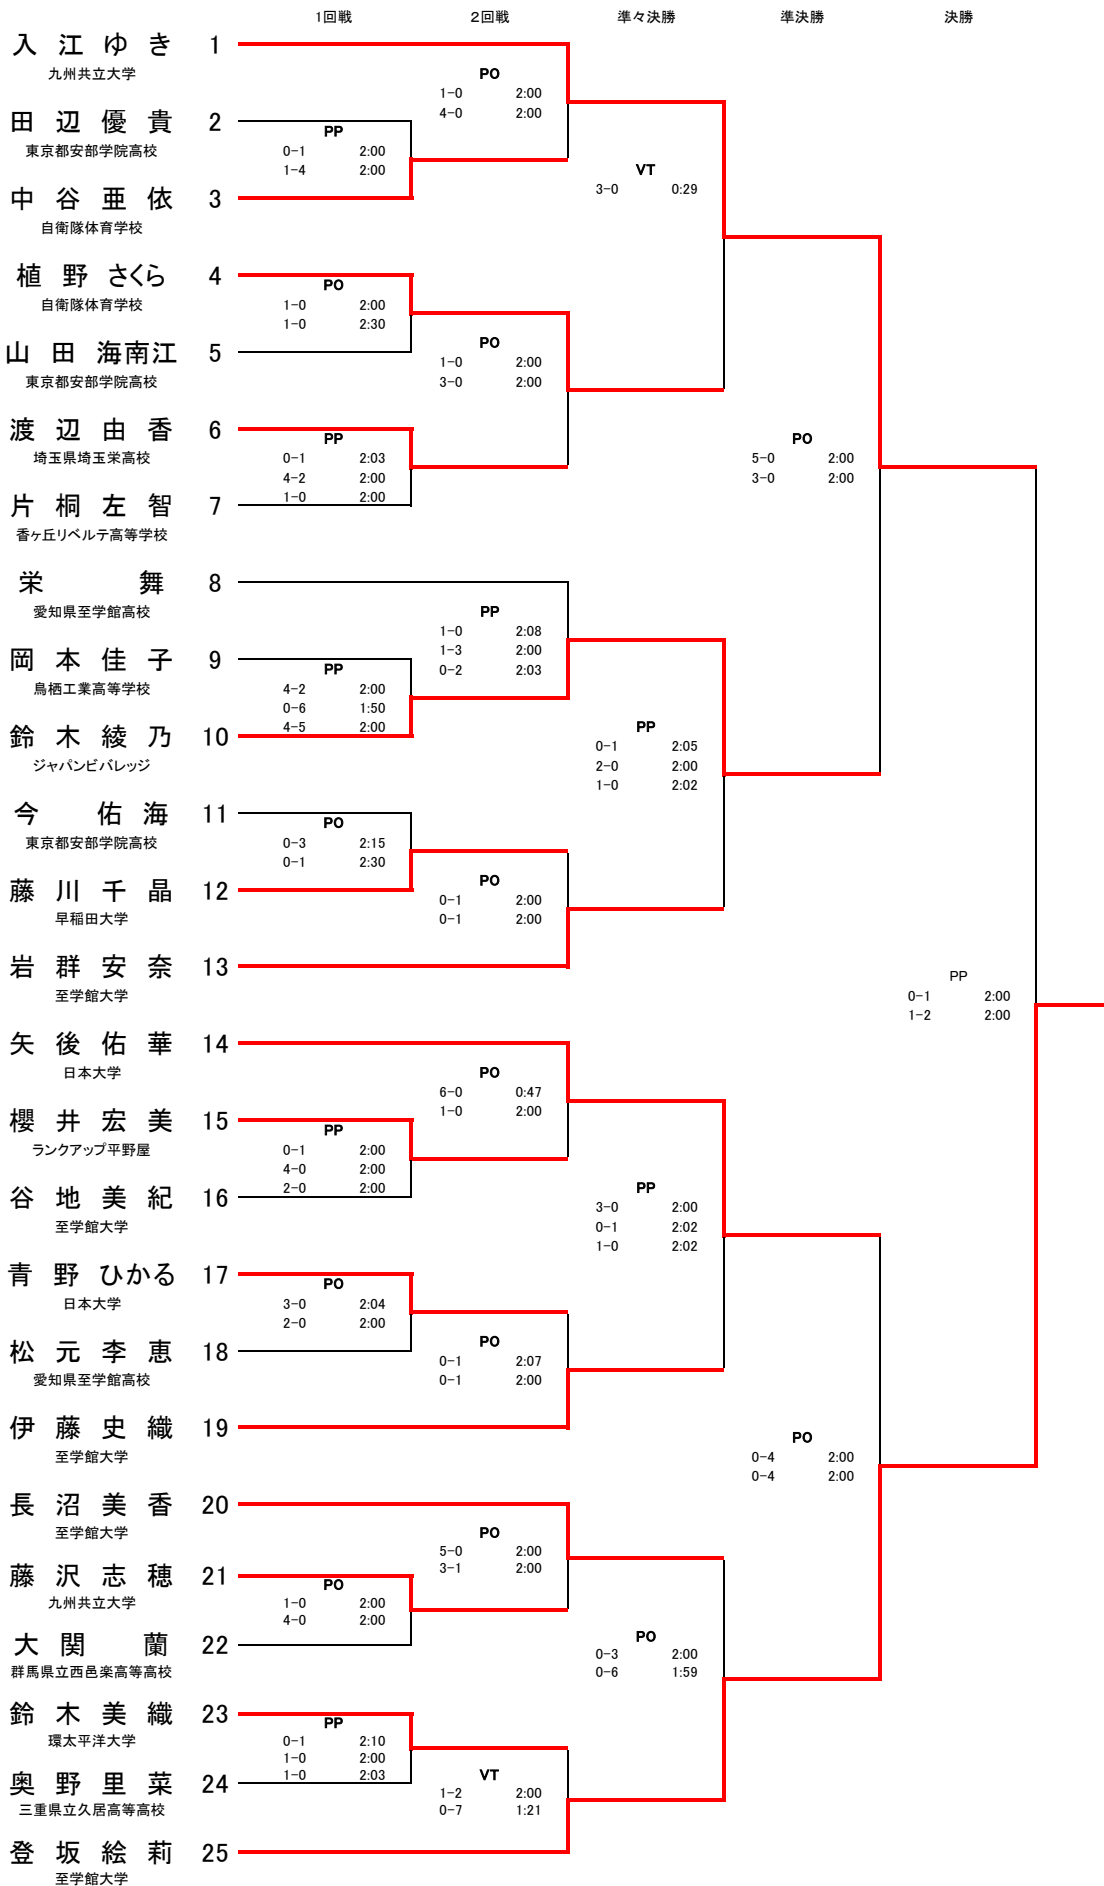 1回戦 2回戦 準々決勝 準決勝 決勝
入 江 ゆ き 1
九州共立大学
PO
1-0 2:00
4-0 2:00
田 辺 優 貴 2
東京都安部学院高校
PP
0-1 2:00
1-4 2:00
VT
3-0 0:29
中 谷 亜 依 3
自衛隊体育学校
植 野 さくら 4
自衛隊体育学校
PO
1-0 2:00
1-0 2:30
山 田 海南江 5
東京都安部学院高校
PO
1-0 2:00
3-0 2:00
渡 辺 由 香 6
埼玉県埼玉栄高校
PP
0-1 2:03
4-2 2:00
1-0 2:00
PO
5-0 2:00
3-0 2:00
片 桐 左 智 7
香ヶ丘リベルテ高等学校
栄 舞 8
愛知県至学館高校
PP
1-0 2:08
1-3 2:00
0-2 2:03
岡 本 佳 子 9
鳥栖工業高等学校
PP
4-2 2:00
0-6 1:50
4-5 2:00
鈴 木 綾 乃 10
ジャパンビバレッジ
PP
0-1 2:05
2-0 2:00
1-0 2:02
今 佑 海 11
東京都安部学院高校
PO
0-3 2:15
0-1 2:30
藤 川 千 晶 12
早稲田大学
PO
0-1 2:00
0-1 2:00
岩 群 安 奈 13
至学館大学
PP
0-1 2:00
1-2 2:00
矢 後 佑 華 14
日本大学
PO
6-0 0:47
1-0 2:00
櫻 井 宏 美 15
ランクアップ平野屋
PP
0-1 2:00
4-0 2:00
2-0 2:00
谷 地 美 紀 16
至学館大学
PP
3-0 2:00
0-1 2:02
1-0 2:02
青 野 ひかる 17
日本大学
PO
3-0 2:04
2-0 2:00
松 元 李 恵 18
愛知県至学館高校
PO
0-1 2:07
0-1 2:00
伊 藤 史 織 19
至学館大学
PO
0-4 2:00
0-4 2:00
長 沼 美 香 20
至学館大学
PO
5-0 2:00
3-1 2:00
藤 沢 志 穂 21
九州共立大学
PO
1-0 2:00
4-0 2:00
大 関 蘭 22
群馬県立西邑楽高等高校
PO
0-3 2:00
0-6 1:59
鈴 木 美 織 23
環太平洋大学
PP
0-1 2:10
1-0 2:00
1-0 2:03
奥 野 里 菜 24
三重県立久居高等高校
VT
1-2 2:00
0-7 1:21
登 坂 絵 莉 25
至学館大学